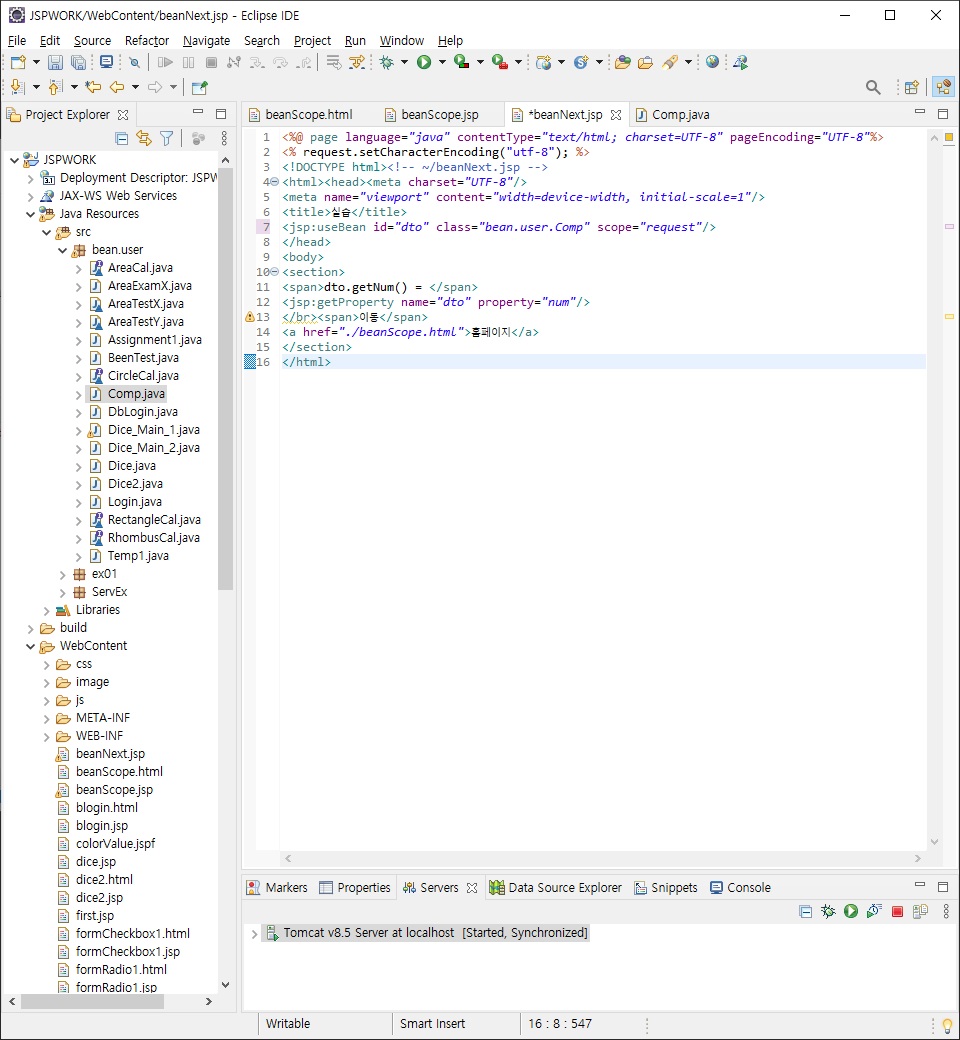 JSPWORK/WebContent/beanNext.jsp - Eclipse IDE
File Edit Source Refactor Navigate Search Project Run Window Help
Project Explorer
JSPWORK
Deployment Descriptor: JSPW
JAX-WS Web Services
Java Resources
src
bean.user
AreaCal.java
AreaExamX.java
AreaTestX.java
AreaTestY.java
Assignment1.java
BeenTest.java
CircleCal.java
Comp.java
DbLogin.java
Dice_Main_1.java
Dice_Main_2.java
Dice.java
Dice2.java
Login.java
RectangleCal.java
RhombusCal.java
Temp1.java
ex01
ServEx
Libraries
build
WebContent
css
image
js
META-INF
WEB-INF
beanNext.jsp
beanScope.html
beanScope.jsp
blogin.html
blogin.jsp
colorValue.jspf
dice.jsp
dice2.html
dice2.jsp
first.jsp
formCheckbox1.html
formCheckbox1.jsp
formRadio1.html
formRadio1.jsp
beanScope.html beanScope.jsp *beanNext.jsp Comp.java
1 <%@ page language="java" contentType="text/html; charset=UTF-8" pageEncoding="UTF-8"%>
2 <% request.setCharacterEncoding("utf-8"); %>
3 <!DOCTYPE html><!-- ~/beanNext.jsp -->
4 <html><head><meta charset="UTF-8"/>
5 <meta name="viewport" content="width=device-width, initial-scale=1"/>
6 <title>실습</title>
7 <jsp:useBean id="dto" class="bean.user.Comp" scope="request"/>
8 </head>
9 <body>
10 <section>
11 <span>dto.getNum() = </span>
12 <jsp:getProperty name="dto" property="num"/>
13 </br><span>이동</span>
14 <a href="./beanScope.html">홈페이지</a>
15 </section>
16 </html>
Markers Properties Servers Data Source Explorer Snippets Console
Tomcat v8.5 Server at localhost [Started, Synchronized]
Writable Smart Insert 16 : 8 : 547